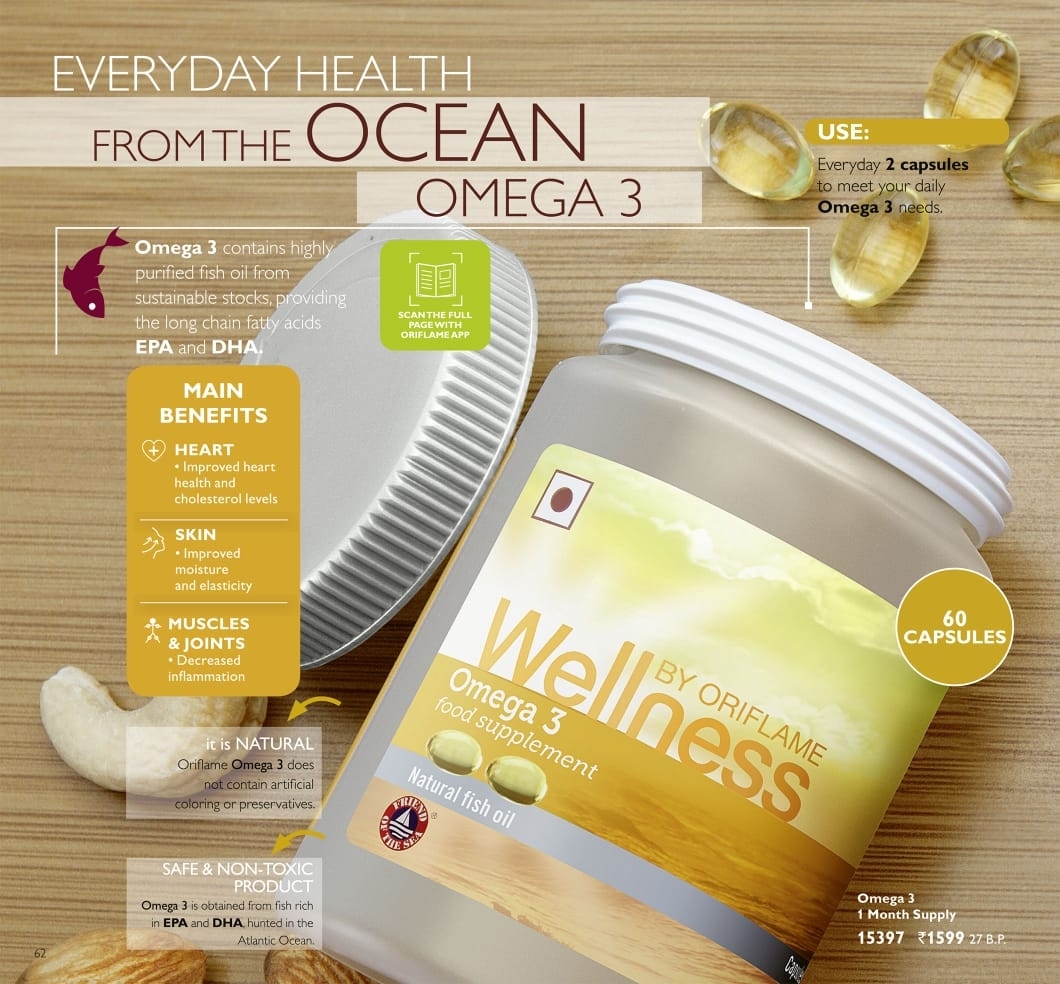 EVERYDAY HEALTH
FROM THE OCEAN
OMEGA 3
USE:
Everyday 2 capsules
to meet your daily
Omega 3 needs.
Omega 3 contains highly
purified fish oil from
sustainable stocks, providing
the long chain fatty acids
EPA and DHA.
SCAN THE FULL
PAGE WITH
ORIFLAME APP
MAIN
BENEFITS
HEART
• Improved heart
health and
cholesterol levels
SKIN
• Improved
moisture
and elasticity
MUSCLES
& JOINTS
• Decreased
inflammation
60
CAPSULES
Wellness
BY ORIFLAME
Omega 3
food supplement
Natural fish oil
FRIEND
OF THE SEA
®
it is NATURAL
Oriflame Omega 3 does
not contain artificial
coloring or preservatives.
SAFE & NON-TOXIC
PRODUCT
Omega 3 is obtained from fish rich
in EPA and DHA, hunted in the
Atlantic Ocean.
Omega 3
1 Month Supply
15397 ₹1599 27 B.P.
62